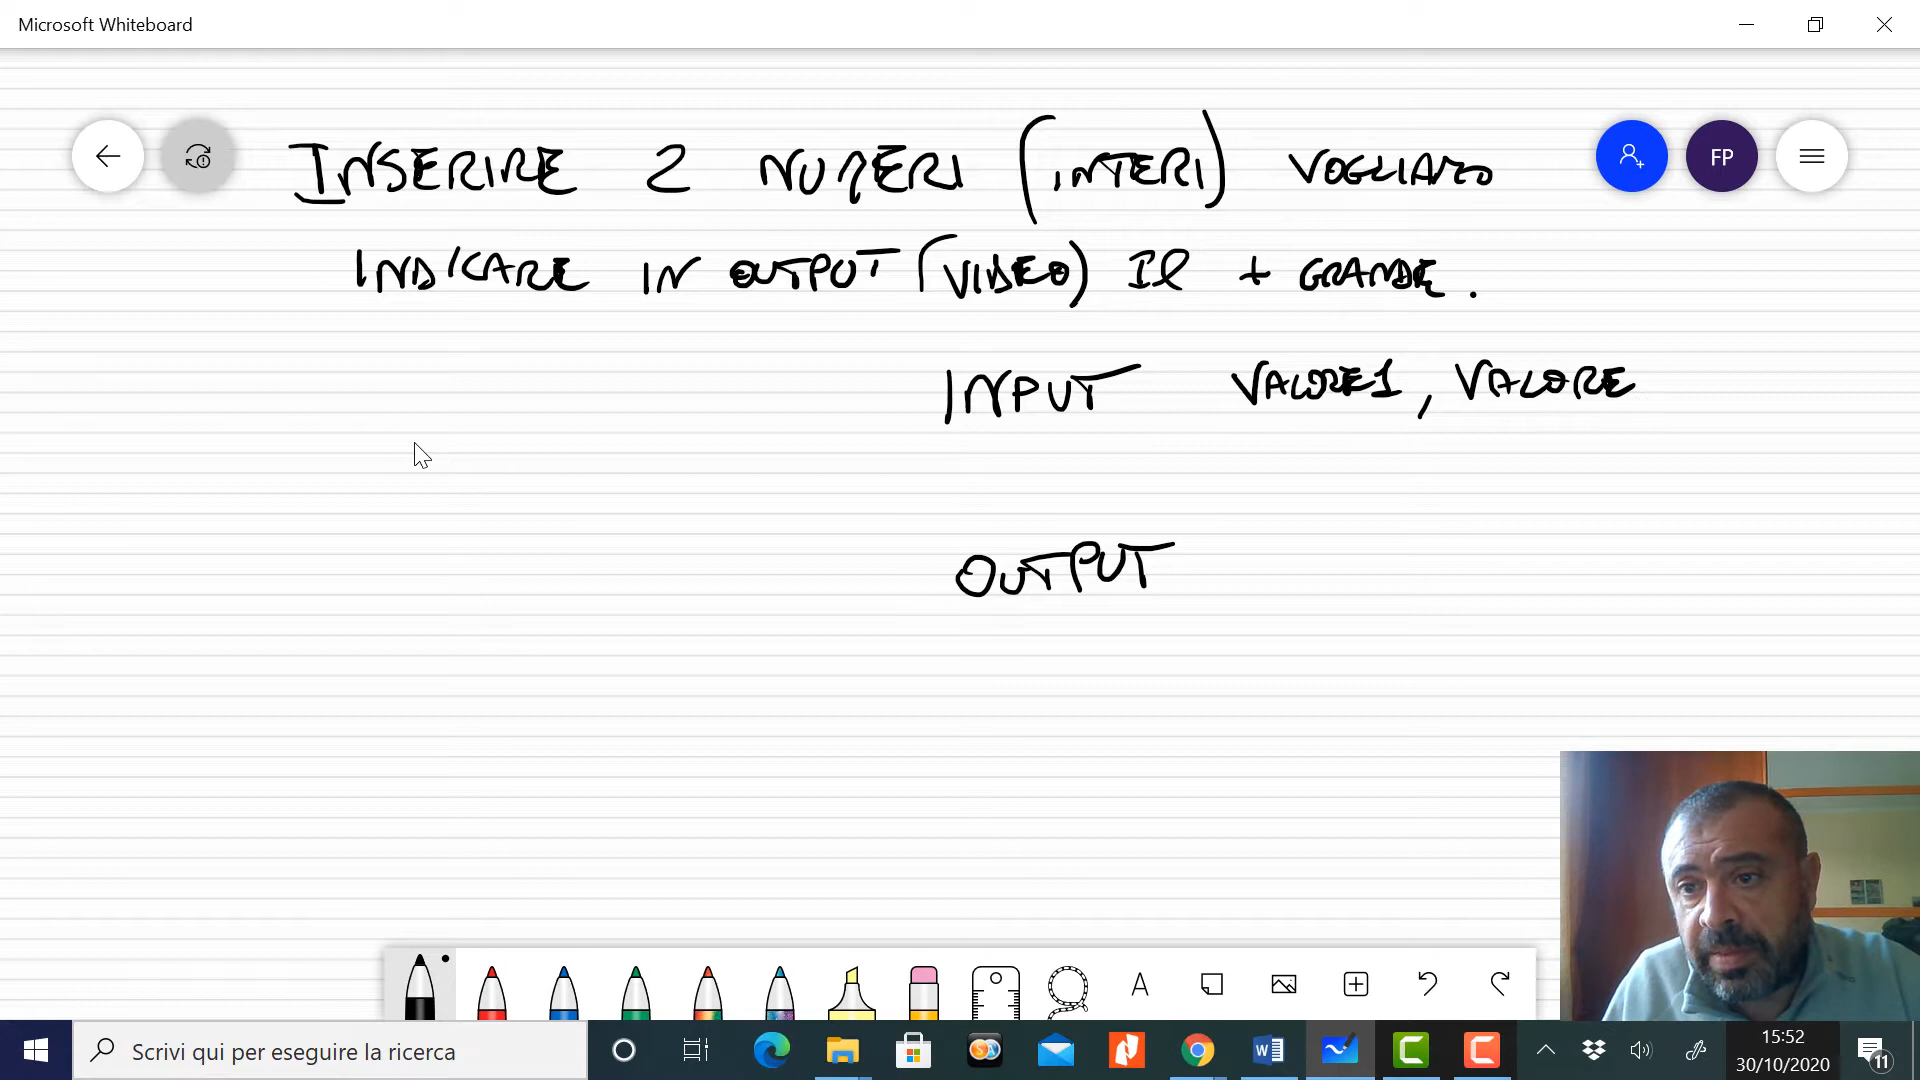 Microsoft Whiteboard
INSERIRE 2 NUMERI (INTERI) VOGLIAMO
FP
INDICARE IN OUTPUT (VIDEO) Il + GRANDE.
INPUT VALORE1, VALORE
OUTPUT
Scrivi qui per eseguire la ricerca
15:52
30/10/2020
11